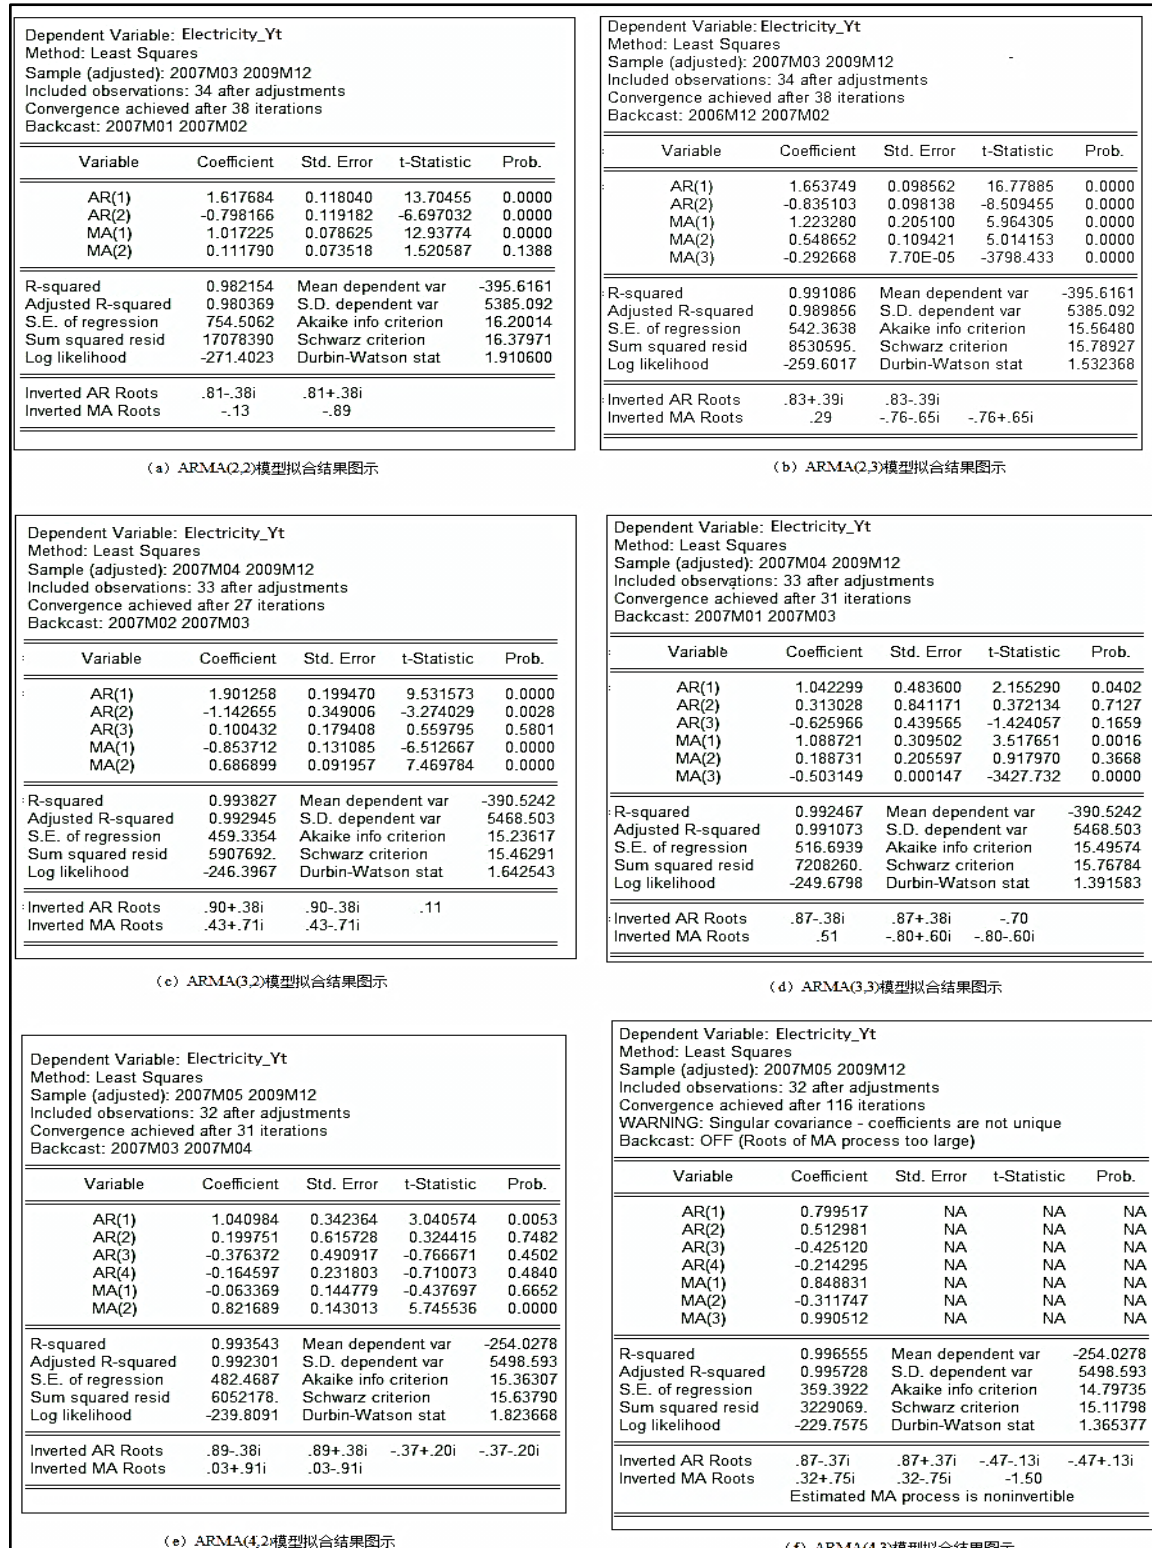 Dependent Variable: Electricity_Yt
Method: Least Squares
Sample (adjusted): 2007M03 2009M12
Included observations: 34 after adjustments
Convergence achieved after 38 iterations
Backcast: 2007M01 2007M02
Variable Coefficient Std. Error t-Statistic Prob.
AR(1) 1.617684 0.118040 13.70455 0.0000
AR(2) -0.798166 0.119182 -6.697032 0.0000
MA(1) 1.017225 0.078625 12.93774 0.0000
MA(2) 0.111790 0.073518 1.520587 0.1388
R-squared 0.982154 Mean dependent var -395.6161
Adjusted R-squared 0.980369 S.D. dependent var 5385.092
S.E. of regression 754.5062 Akaike info criterion 16.20014
Sum squared resid 17078390 Schwarz criterion 16.37971
Log likelihood -271.4023 Durbin-Watson stat 1.910600
Inverted AR Roots .81-.38i .81+.38i
Inverted MA Roots -.13 -.89
(a) ARMA(2,2)模型拟合结果图示
Dependent Variable: Electricity_Yt
Method: Least Squares
Sample (adjusted): 2007M03 2009M12
Included observations: 34 after adjustments
Convergence achieved after 38 iterations
Backcast: 2006M12 2007M02
Variable Coefficient Std. Error t-Statistic Prob.
AR(1) 1.653749 0.098562 16.77885 0.0000
AR(2) -0.835103 0.098138 -8.509455 0.0000
MA(1) 1.223280 0.205100 5.964305 0.0000
MA(2) 0.548652 0.109421 5.014153 0.0000
MA(3) -0.292668 7.70E-05 -3798.433 0.0000
R-squared 0.991086 Mean dependent var -395.6161
Adjusted R-squared 0.989856 S.D. dependent var 5385.092
S.E. of regression 542.3638 Akaike info criterion 15.56480
Sum squared resid 8530595. Schwarz criterion 15.78927
Log likelihood -259.6017 Durbin-Watson stat 1.532368
Inverted AR Roots .83+.39i .83-.39i
Inverted MA Roots .29 -.76-.65i -.76+.65i
(b) ARMA(2,3)模型拟合结果图示
Dependent Variable: Electricity_Yt
Method: Least Squares
Sample (adjusted): 2007M04 2009M12
Included observations: 33 after adjustments
Convergence achieved after 27 iterations
Backcast: 2007M02 2007M03
Variable Coefficient Std. Error t-Statistic Prob.
AR(1) 1.901258 0.199470 9.531573 0.0000
AR(2) -1.142655 0.349006 -3.274029 0.0028
AR(3) 0.100432 0.179408 0.559795 0.5801
MA(1) -0.853712 0.131085 -6.512667 0.0000
MA(2) 0.686899 0.091957 7.469784 0.0000
R-squared 0.993827 Mean dependent var -390.5242
Adjusted R-squared 0.992945 S.D. dependent var 5468.503
S.E. of regression 459.3354 Akaike info criterion 15.23617
Sum squared resid 5907692. Schwarz criterion 15.46291
Log likelihood -246.3967 Durbin-Watson stat 1.642543
Inverted AR Roots .90+.38i .90-.38i .11
Inverted MA Roots .43+.71i .43-.71i
(c) ARMA(3,2)模型拟合结果图示
Dependent Variable: Electricity_Yt
Method: Least Squares
Sample (adjusted): 2007M04 2009M12
Included observations: 33 after adjustments
Convergence achieved after 31 iterations
Backcast: 2007M01 2007M03
Variable Coefficient Std. Error t-Statistic Prob.
AR(1) 1.042299 0.483600 2.155290 0.0402
AR(2) 0.313028 0.841171 0.372134 0.7127
AR(3) -0.625966 0.439565 -1.424057 0.1659
MA(1) 1.088721 0.309502 3.517651 0.0016
MA(2) 0.188731 0.205597 0.917970 0.3668
MA(3) -0.503149 0.000147 -3427.732 0.0000
R-squared 0.992467 Mean dependent var -390.5242
Adjusted R-squared 0.991073 S.D. dependent var 5468.503
S.E. of regression 516.6939 Akaike info criterion 15.49574
Sum squared resid 7208260. Schwarz criterion 15.76784
Log likelihood -249.6798 Durbin-Watson stat 1.391583
Inverted AR Roots .87-.38i .87+.38i -.70
Inverted MA Roots .51 -.80+.60i -.80-.60i
(d) ARMA(3,3)模型拟合结果图示
Dependent Variable: Electricity_Yt
Method: Least Squares
Sample (adjusted): 2007M05 2009M12
Included observations: 32 after adjustments
Convergence achieved after 31 iterations
Backcast: 2007M03 2007M04
Variable Coefficient Std. Error t-Statistic Prob.
AR(1) 1.040984 0.342364 3.040574 0.0053
AR(2) 0.199751 0.615728 0.324415 0.7482
AR(3) -0.376372 0.490917 -0.766671 0.4502
AR(4) -0.164597 0.231803 -0.710073 0.4840
MA(1) -0.063369 0.144779 -0.437697 0.6652
MA(2) 0.821689 0.143013 5.745536 0.0000
R-squared 0.993543 Mean dependent var -254.0278
Adjusted R-squared 0.992301 S.D. dependent var 5498.593
S.E. of regression 482.4687 Akaike info criterion 15.36307
Sum squared resid 6052178. Schwarz criterion 15.63790
Log likelihood -239.8091 Durbin-Watson stat 1.823668
Inverted AR Roots .89-.38i .89+.38i -.37+.20i -.37-.20i
Inverted MA Roots .03+.91i .03-.91i
(e) ARMA(4,2)模型拟合结果图示
Dependent Variable: Electricity_Yt
Method: Least Squares
Sample (adjusted): 2007M05 2009M12
Included observations: 32 after adjustments
Convergence achieved after 116 iterations
WARNING: Singular covariance - coefficients are not unique
Backcast: OFF (Roots of MA process too large)
Variable Coefficient Std. Error t-Statistic Prob.
AR(1) 0.799517 NA NA NA
AR(2) 0.512981 NA NA NA
AR(3) -0.425120 NA NA NA
AR(4) -0.214295 NA NA NA
MA(1) 0.848831 NA NA NA
MA(2) -0.311747 NA NA NA
MA(3) 0.990512 NA NA NA
R-squared 0.996555 Mean dependent var -254.0278
Adjusted R-squared 0.995728 S.D. dependent var 5498.593
S.E. of regression 359.3922 Akaike info criterion 14.79735
Sum squared resid 3229069. Schwarz criterion 15.11798
Log likelihood -229.7575 Durbin-Watson stat 1.365377
Inverted AR Roots .87-.37i .87+.37i -.47-.13i -.47+.13i
Inverted MA Roots .32+.75i .32-.75i -1.50
Estimated MA process is noninvertible
(f) ARMA(4,3)模型拟合结果图示